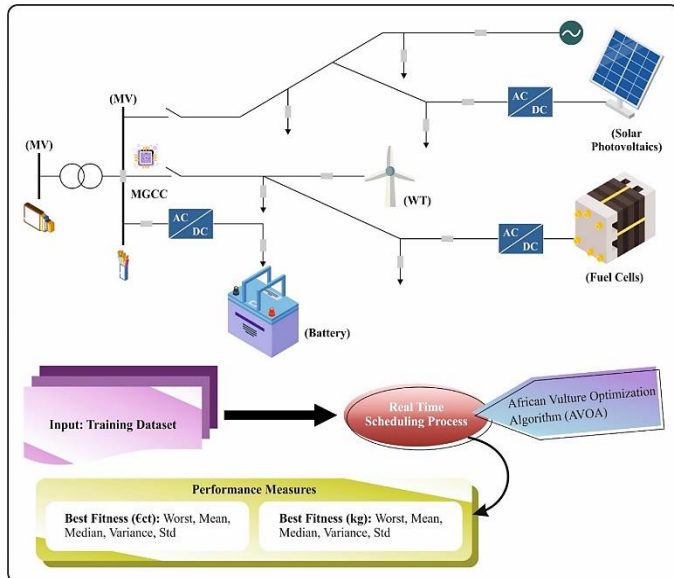 (MV)
(MV)
MGCC
AC
DC
(Solar
Photovoltaics)
(WT)
AC
DC
AC
DC
(Fuel Cells)
(Battery)
Input: Training Dataset
Real Time
Scheduling Process
African Vulture Optimization
Algorithm (AVOA)
Performance Measures
Best Fitness (€ct): Worst, Mean,
Median, Variance, Std
Best Fitness (kg): Worst, Mean,
Median, Variance, Std